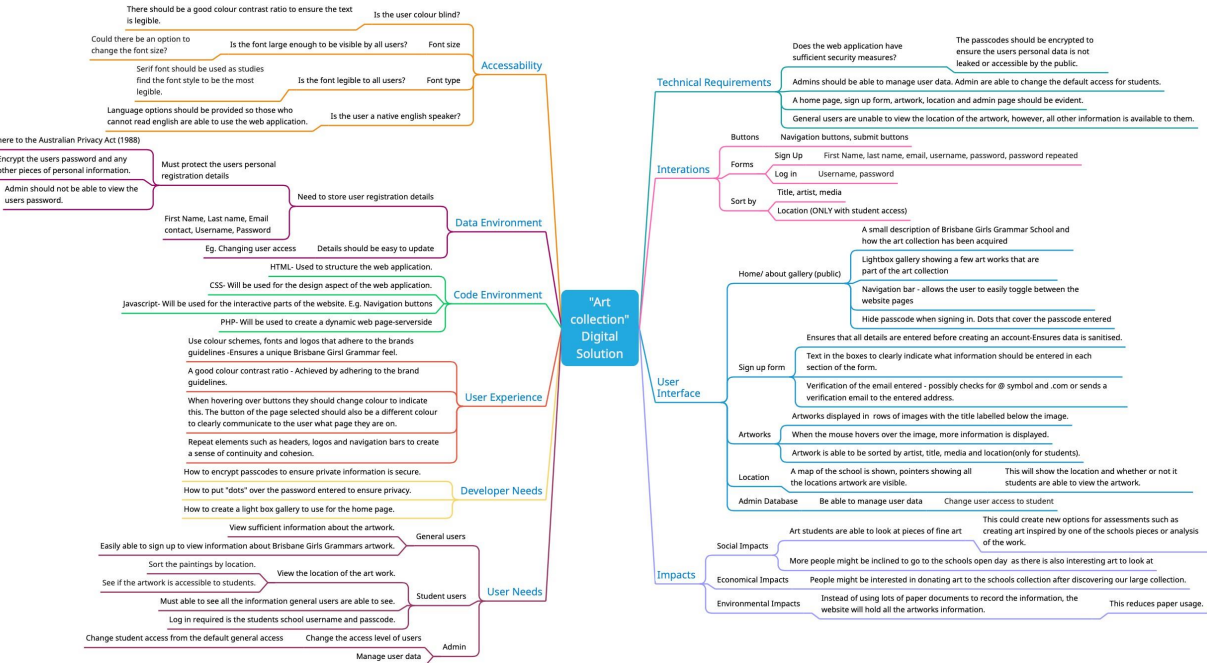 "Art
collection"
Digital
Solution
Accessability
Is the user colour blind?
There should be a good colour contrast ratio to ensure the text
is legible.
Font size
Is the font large enough to be visible by all users?
Could there be an option to
change the font size?
Font type
Is the font legible to all users?
Serif font should be used as studies
find the font style to be the most
legible.
Is the user a native english speaker?
Language options should be provided so those who
cannot read english are able to use the web application.
Data Environment
Need to store user registration details
Must protect the users personal
registration details
to the Australian Privacy Act (1988)
Encrypt the users password and any
other pieces of personal information.
Admin should not be able to view the
users password.
First Name, Last name, Email
contact, Username, Password
Details should be easy to update
Eg. Changing user access
Code Environment
HTML- Used to structure the web application.
CSS- Will be used for the design aspect of the web application.
Javascript- Will be used for the interactive parts of the website. E.g. Navigation buttons
PHP- Will be used to create a dynamic web page-serverside
User Experience
Use colour schemes, fonts and logos that adhere to the brands
guidelines -Ensures a unique Brisbane Girsl Grammar feel.
A good colour contrast ratio - Achieved by adhering to the brand
guidelines.
When hovering over buttons they should change colour to indicate
this. The button of the page selected should also be a different colour
to clearly communicate to the user what page they are on.
Repeat elements such as headers, logos and navigation bars to create
a sense of continuity and cohesion.
Developer Needs
How to encrypt passcodes to ensure private information is secure.
How to put "dots" over the password entered to ensure privacy.
How to create a light box gallery to use for the home page.
User Needs
General users
View sufficient information about the artwork.
Easily able to sign up to view information about Brisbane Girls Grammars artwork.
Student users
View the location of the art work.
Sort the paintings by location.
See if the artwork is accessible to students.
Must able to see all the information general users are able to see.
Log in required is the students school username and passcode.
Admin
Change the access level of users
Change student access from the default general access
Manage user data
Technical Requirements
Does the web application have
sufficient security measures?
The passcodes should be encrypted to
ensure the users personal data is not
leaked or accessible by the public.
Admins should be able to manage user data. Admin are able to change the default access for students.
A home page, sign up form, artwork, location and admin page should be evident.
General users are unable to view the location of the artwork, however, all other information is available to them.
Interations
Buttons
Navigation buttons, submit buttons
Forms
Sign Up
First Name, last name, email, username, password, password repeated
Log in
Username, password
Sort by
Title, artist, media
Location (ONLY with student access)
User
Interface
Home/ about gallery (public)
A small description of Brisbane Girls Grammar School and
how the art collection has been acquired
Lightbox gallery showing a few art works that are
part of the art collection
Navigation bar - allows the user to easily toggle between the
website pages
Hide passcode when signing in. Dots that cover the passcode entered
Sign up form
Ensures that all details are entered before creating an account-Ensures data is sanitised.
Text in the boxes to clearly indicate what information should be entered in each
section of the form.
Verification of the email entered - possibly checks for @ symbol and .com or sends a
verification email to the entered address.
Artworks
Artworks displayed in rows of images with the title labelled below the image.
When the mouse hovers over the image, more information is displayed.
Artwork is able to be sorted by artist, title, media and location(only for students).
Location
A map of the school is shown, pointers showing all
the locations artwork are visible.
This will show the location and whether or not it
students are able to view the artwork.
Admin Database
Be able to manage user data
Change user access to student
Impacts
Social Impacts
Art students are able to look at pieces of fine art
This could create new options for assessments such as
creating art inspired by one of the schools pieces or analysis
of the work.
More people might be inclined to go to the schools open day as there is also interesting art to look at
Economical Impacts
People might be interested in donating art to the schools collection after discovering our large collection.
Environmental Impacts
Instead of using lots of paper documents to record the information, the
website will hold all the artworks information.
This reduces paper usage.